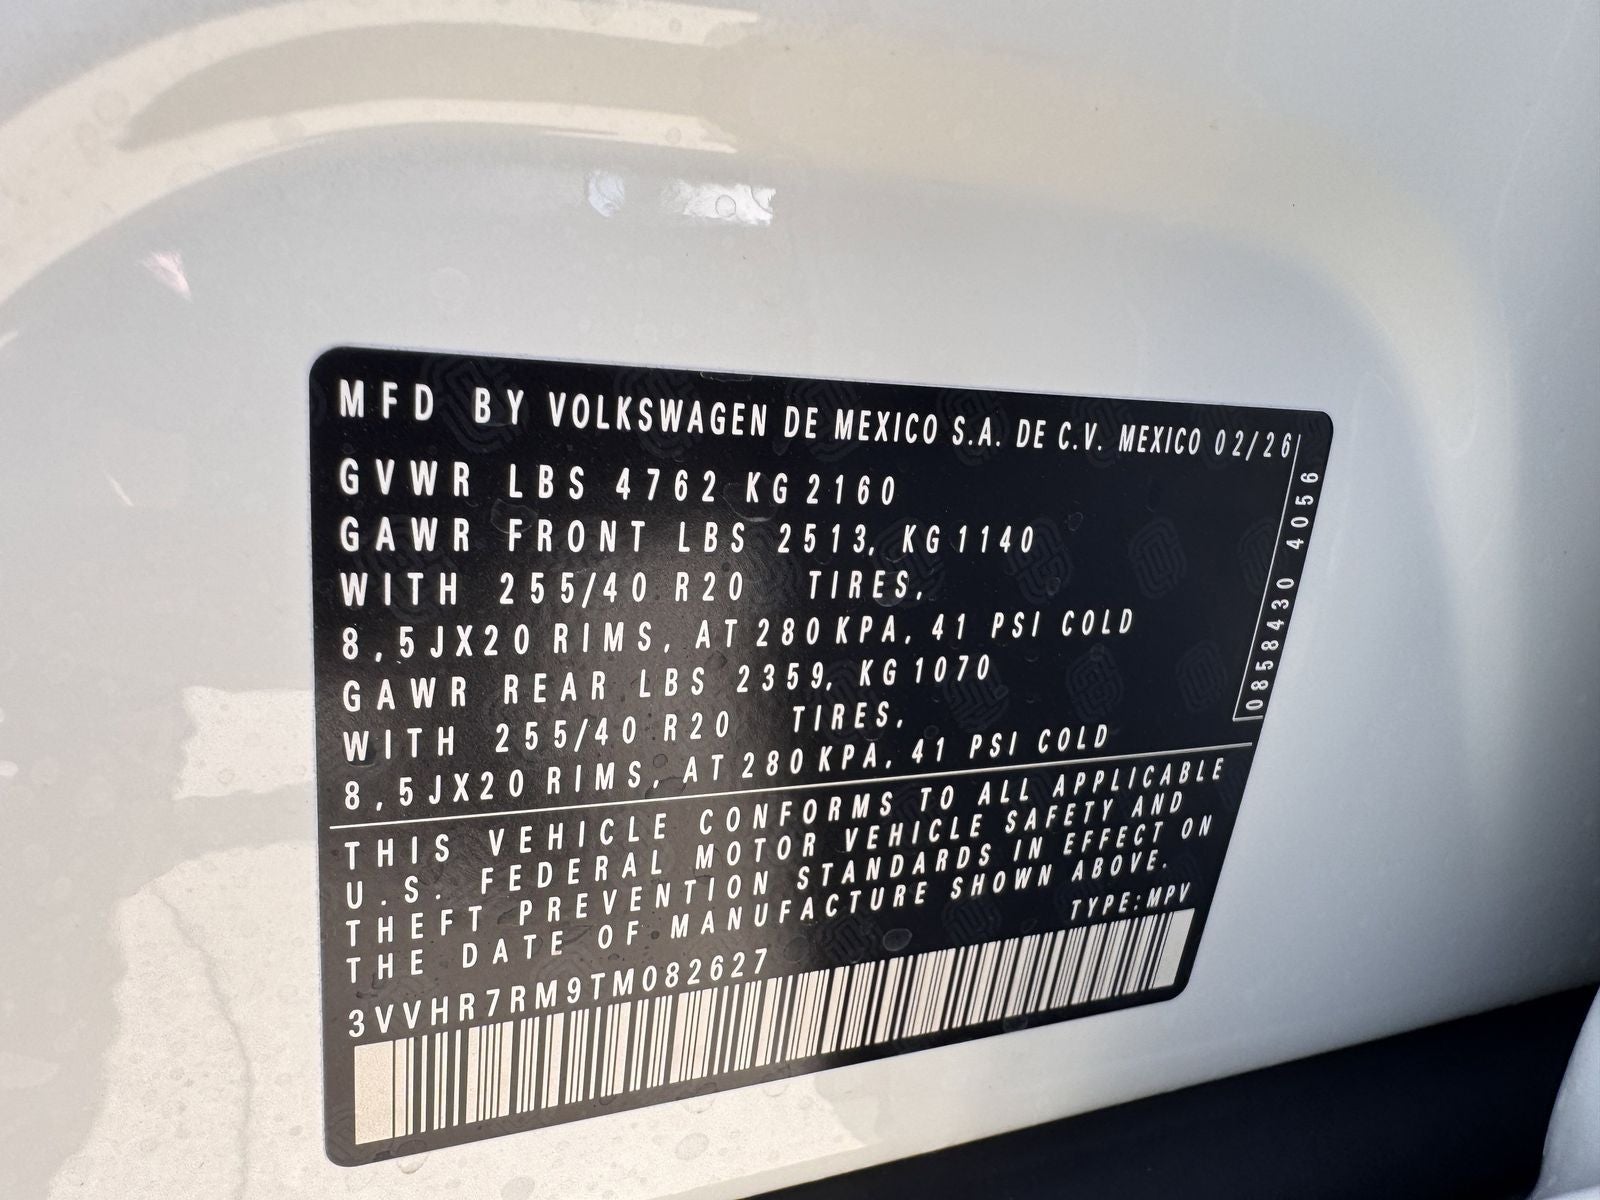 MFD BY VOLKSWAGEN DE MEXICO S.A. DE C.V. MEXICO 02/26
GVWR LBS 4762 KG 2160
GAWR FRONT LBS 2513, KG 1140
WITH 255/40 R20 TIRES,
8,5JX20 RIMS, AT 280 KPA, 41 PSI COLD
GAWR REAR LBS 2359, KG 1070
WITH 255/40 R20 TIRES,
8,5JX20 RIMS, AT 280 KPA, 41 PSI COLD
0858430 4056
THIS VEHICLE CONFORMS TO ALL APPLICABLE
U.S. FEDERAL MOTOR VEHICLE SAFETY AND
THEFT PREVENTION STANDARDS IN EFFECT ON
THE DATE OF MANUFACTURE SHOWN ABOVE.
TYPE:MPV
3VVHR7RM9TM082627